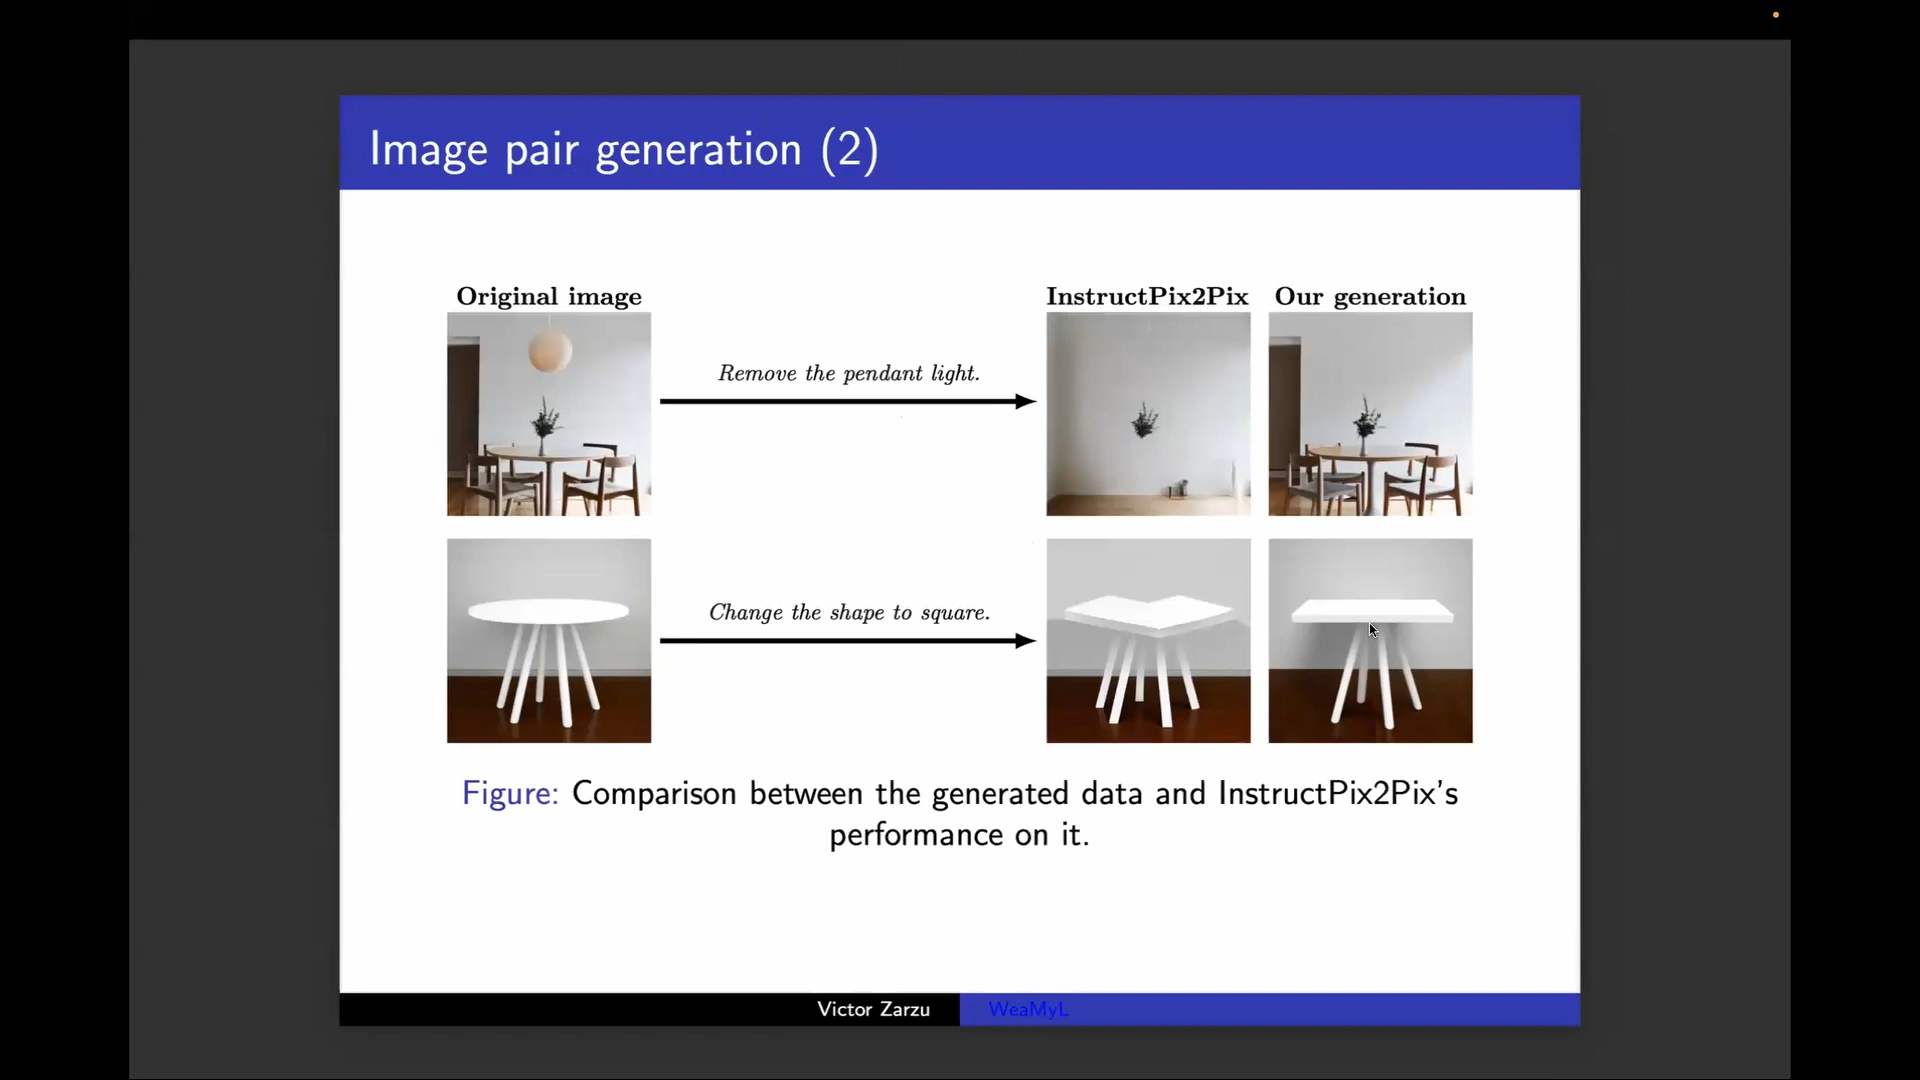 Image pair generation (2)
Original image
InstructPix2Pix
Our generation
Remove the pendant light.
Change the shape to square.
Figure: Comparison between the generated data and InstructPix2Pix's
performance on it.
Victor Zarzu
WeaMyL